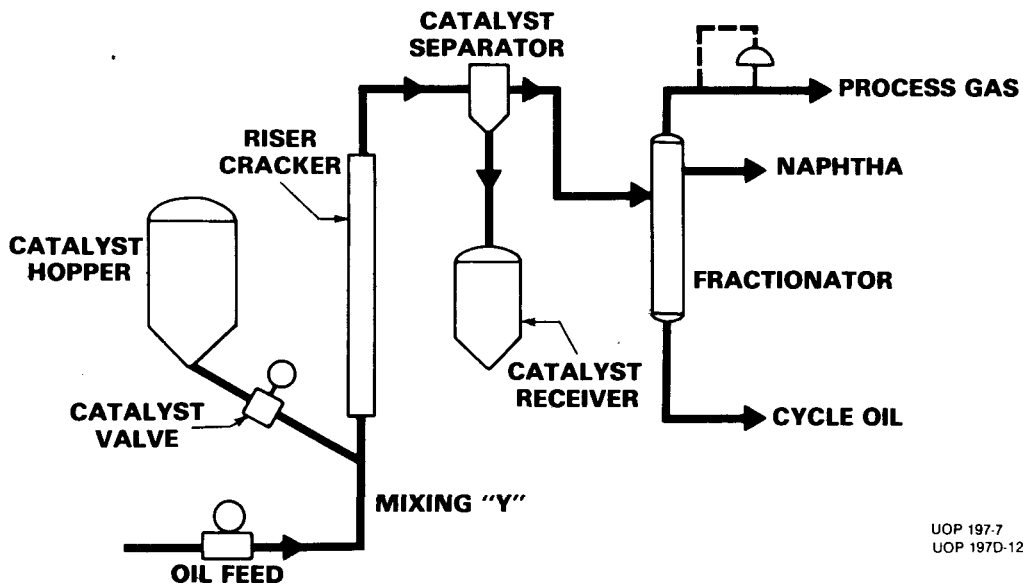 CATALYST
SEPARATOR
PROCESS GAS
RISER
CRACKER
NAPHTHA
CATALYST
HOPPER
FRACTIONATOR
CATALYST
RECEIVER
CATALYST
VALVE
CYCLE OIL
MIXING "Y"
OIL FEED
UOP 197-7
UOP 197D-12